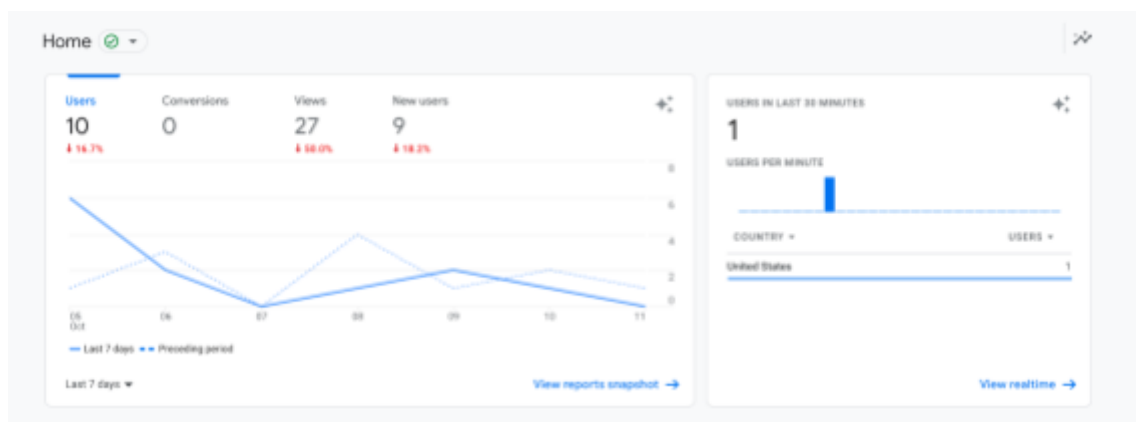 Home
Users Conversions Views New users
10 0 27 9
16.7% 50.0% 18.2%
8
6
4
2
0
05 06 07 08 09 10 11
Oct
Last 7 days Preceding period
Last 7 days View reports snapshot
USERS IN LAST 30 MINUTES
1
USERS PER MINUTE
COUNTRY USERS
United States 1
View realtime